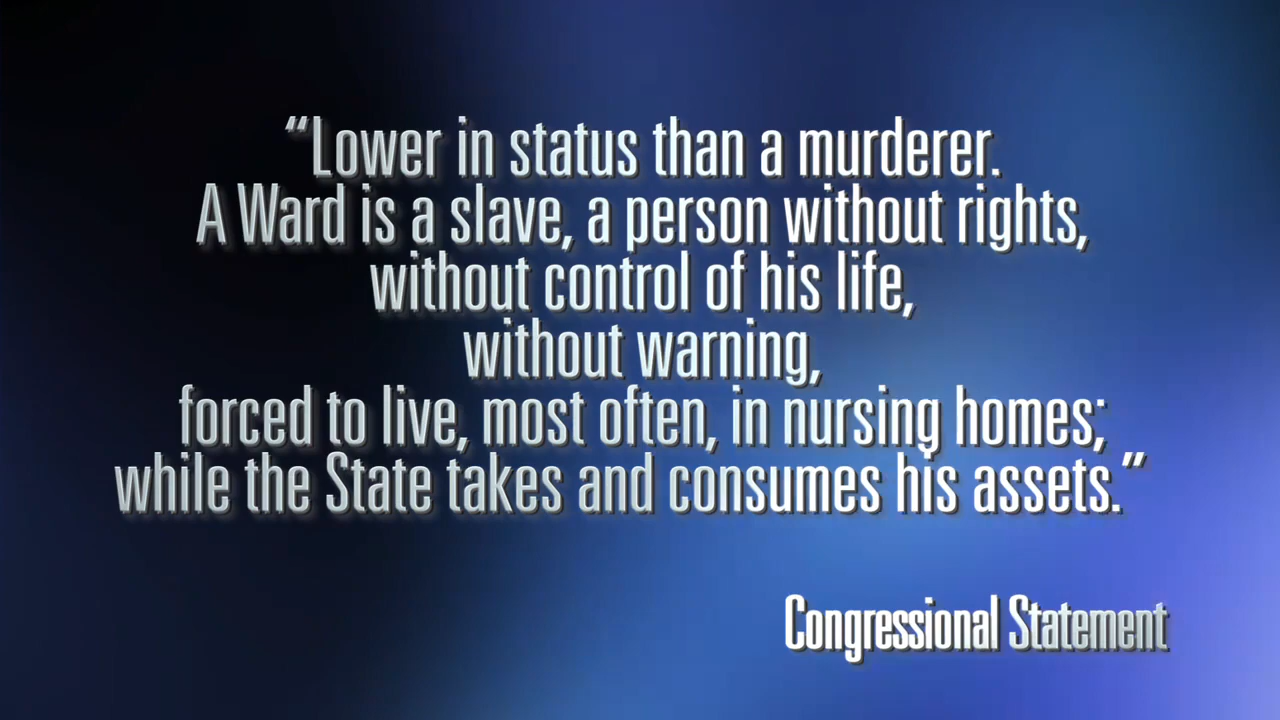 “Lower in status than a murderer.
A Ward is a slave, a person without rights,
without control of his life,
without warning,
forced to live, most often, in nursing homes;
while the State takes and consumes his assets.”
Congressional Statement